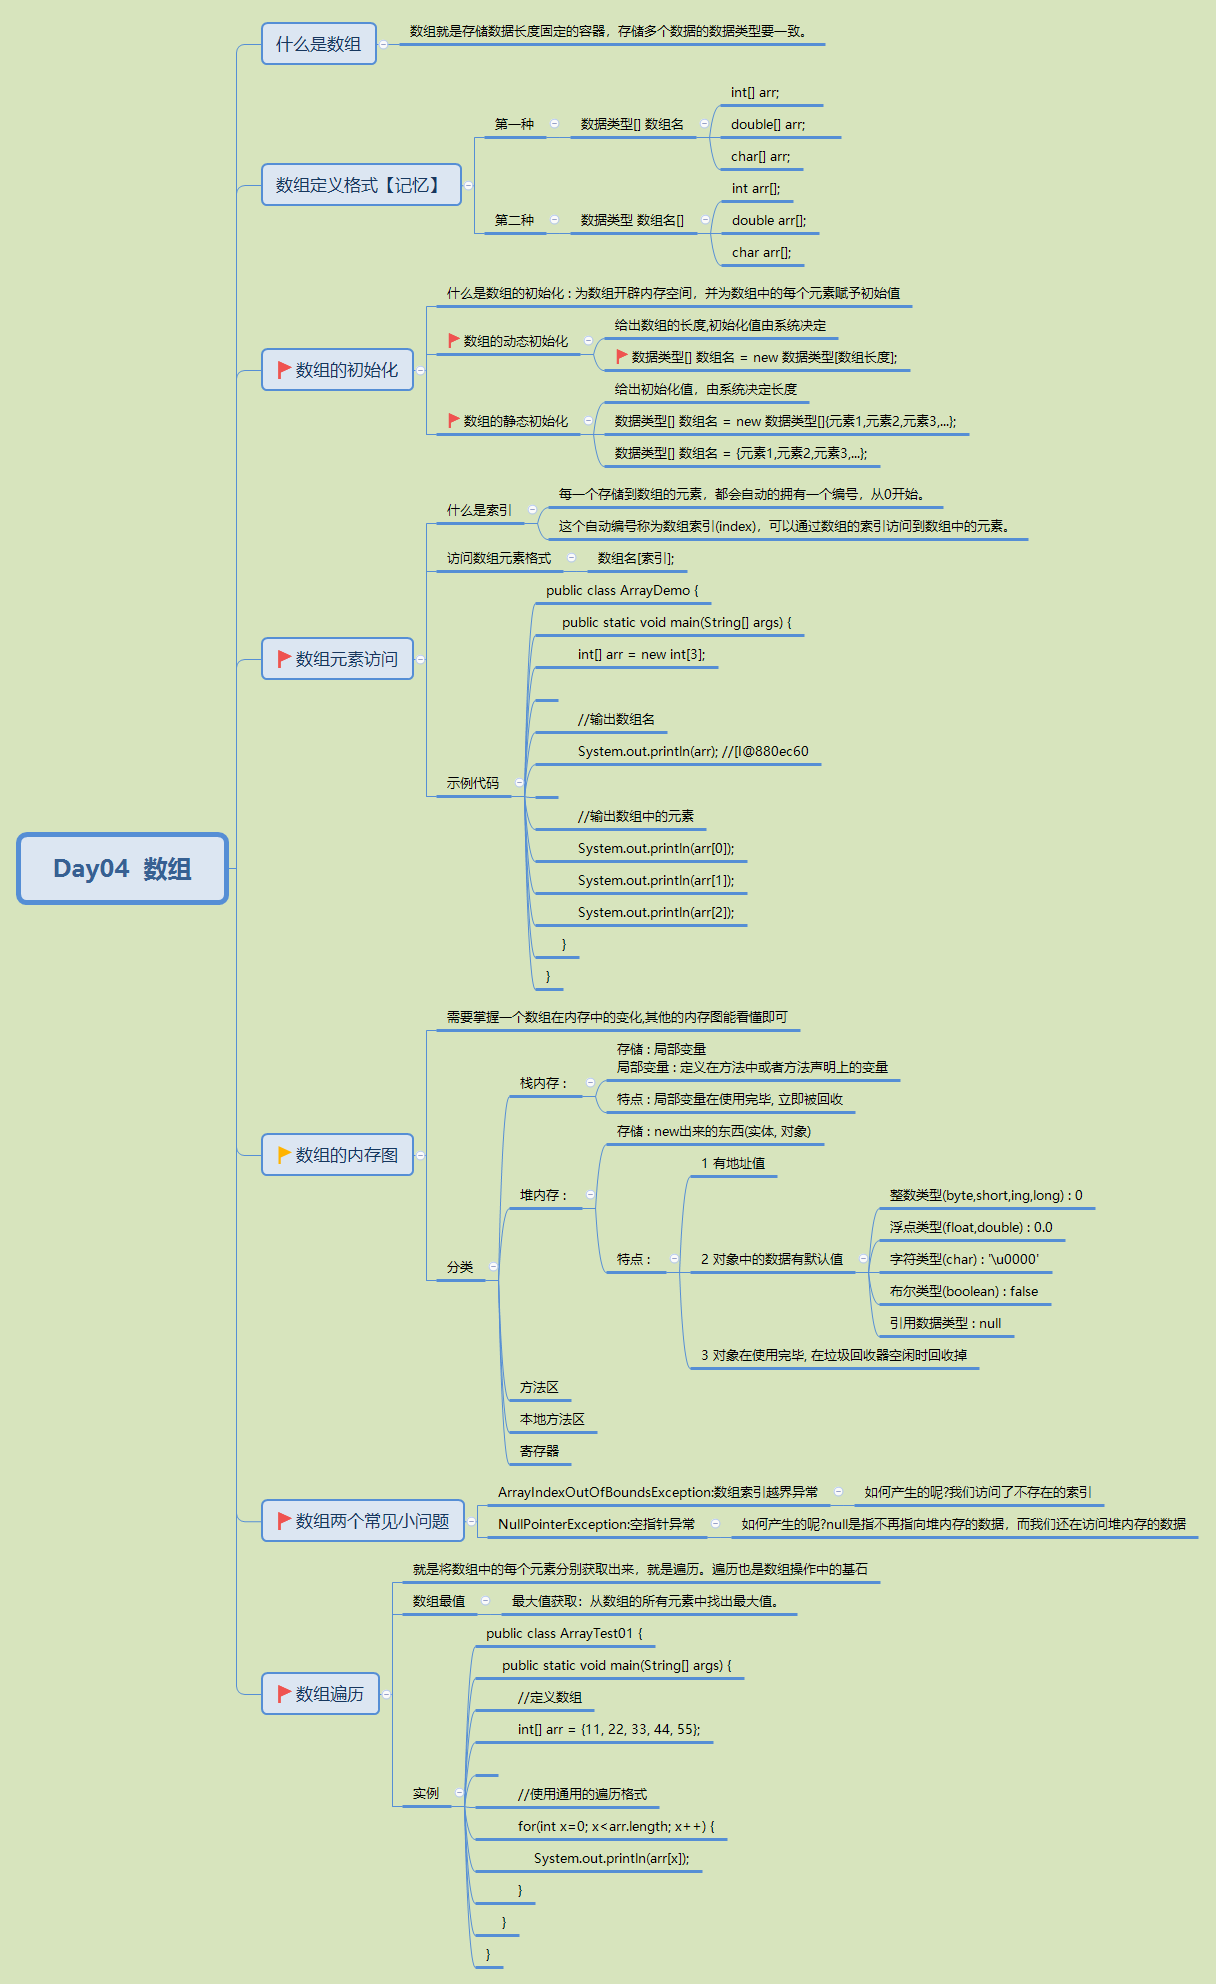 Day04  数组
什么是数组
数组就是存储数据长度固定的容器，存储多个数据的数据类型要一致。
数组定义格式【记忆】
第一种
数据类型[] 数组名
int[] arr;
double[] arr;
char[] arr;
第二种
数据类型 数组名[]
int arr[];
double arr[];
char arr[];
数组的初始化
什么是数组的初始化 : 为数组开辟内存空间，并为数组中的每个元素赋予初始值
数组的动态初始化
给出数组的长度,初始化值由系统决定
数据类型[] 数组名 = new 数据类型[数组长度];
数组的静态初始化
给出初始化值，由系统决定长度
数据类型[] 数组名 = new 数据类型[]{元素1,元素2,元素3,...};
数据类型[] 数组名 = {元素1,元素2,元素3,...};
数组元素访问
什么是索引
每一个存储到数组的元素，都会自动的拥有一个编号，从0开始。
这个自动编号称为数组索引(index)，可以通过数组的索引访问到数组中的元素。
访问数组元素格式
数组名[索引];
示例代码
public class ArrayDemo {
public static void main(String[] args) {
int[] arr = new int[3];
//输出数组名
System.out.println(arr); //[I@880ec60
//输出数组中的元素
System.out.println(arr[0]);
System.out.println(arr[1]);
System.out.println(arr[2]);
}
}
数组的内存图
需要掌握一个数组在内存中的变化,其他的内存图能看懂即可
分类
栈内存 :
存储 : 局部变量
局部变量 : 定义在方法中或者方法声明上的变量
特点 : 局部变量在使用完毕, 立即被回收
堆内存 :
存储 : new出来的东西(实体, 对象)
特点 :
1 有地址值
2 对象中的数据有默认值
整数类型(byte,short,ing,long) : 0
浮点类型(float,double) : 0.0
字符类型(char) : '\u0000'
布尔类型(boolean) : false
引用数据类型 : null
3 对象在使用完毕, 在垃圾回收器空闲时回收掉
方法区
本地方法区
寄存器
数组两个常见小问题
ArrayIndexOutOfBoundsException:数组索引越界异常
如何产生的呢?我们访问了不存在的索引
NullPointerException:空指针异常
如何产生的呢?null是指不再指向堆内存的数据，而我们还在访问堆内存的数据
数组遍历
就是将数组中的每个元素分别获取出来，就是遍历。遍历也是数组操作中的基石
数组最值
最大值获取：从数组的所有元素中找出最大值。
实例
public class ArrayTest01 {
public static void main(String[] args) {
//定义数组
int[] arr = {11, 22, 33, 44, 55};
//使用通用的遍历格式
for(int x=0; x<arr.length; x++) {
System.out.println(arr[x]);
}
}
}